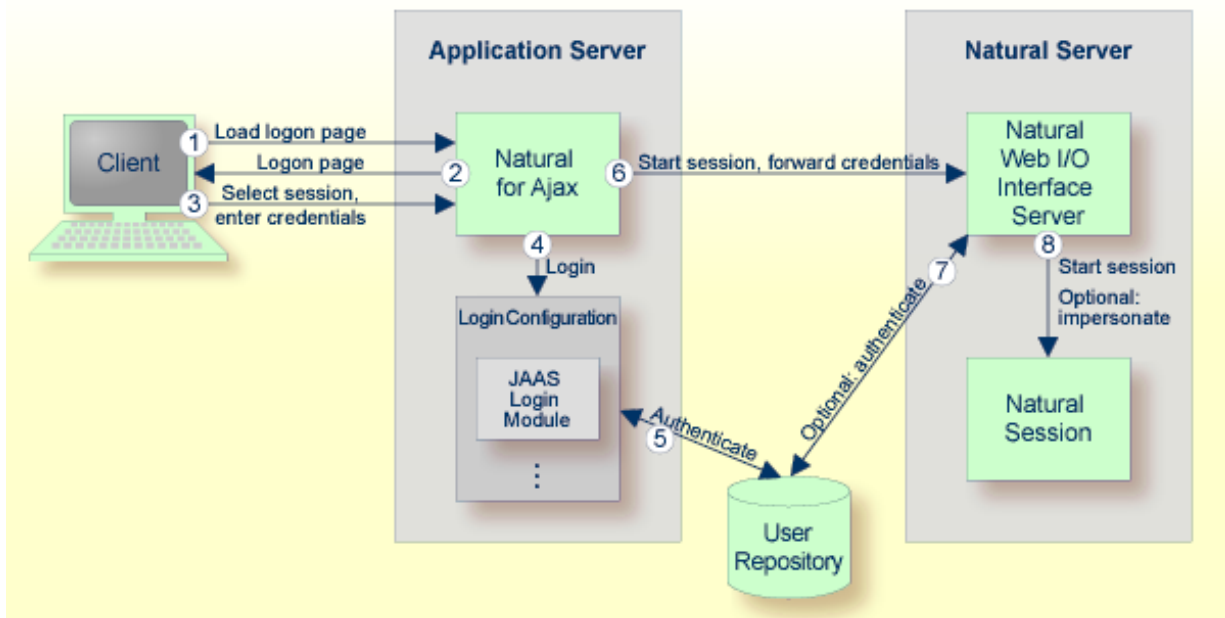 Application Server
Natural Server
Client
1
Load logon page
Logon page
2
3
Select session,
enter credentials
Natural
for Ajax
6
Start session, forward credentials
Natural
Web I/O
Interface
Server
4
Login
Login Configuration
JAAS
Login
Module
⋮
Authenticate
5
Optional: authenticate
7
8
Start session
Optional:
impersonate
Natural
Session
User
Repository